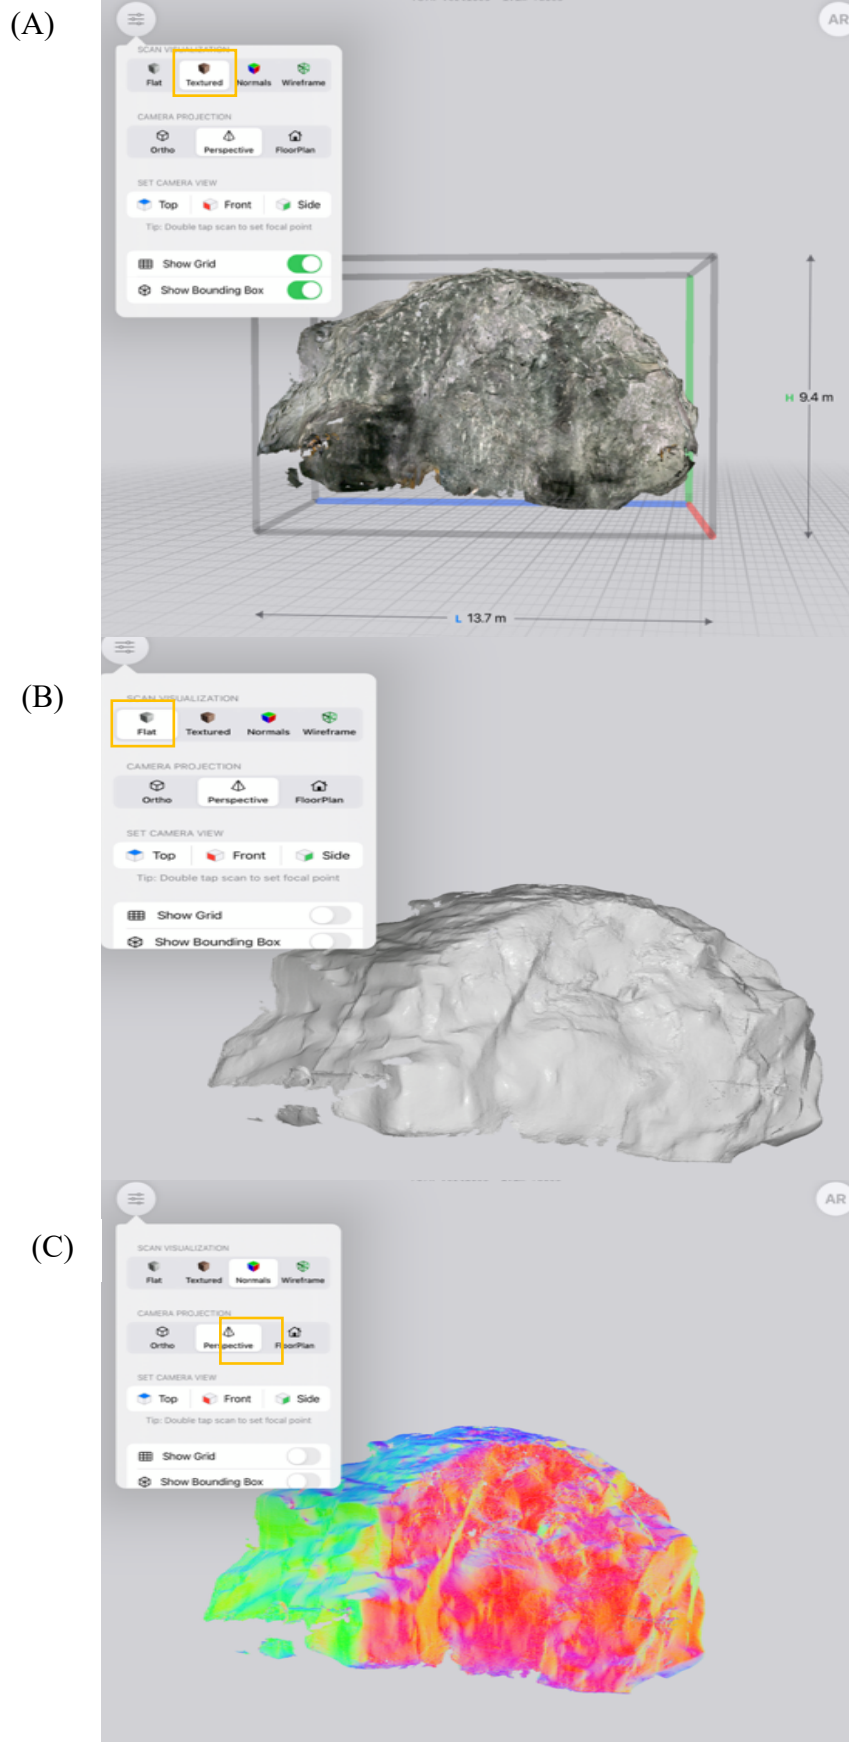 (A)
AR
SCAN VISUALIZATION
Flat Textured Normals Wireframe
CAMERA PROJECTION
Ortho Perspective FloorPlan
SET CAMERA VIEW
Top Front Side
Tip: Double tap scan to set focal point
Show Grid
Show Bounding Box
H 9.4 m
L 13.7 m
(B)
SCAN VISUALIZATION
Flat Textured Normals Wireframe
CAMERA PROJECTION
Ortho Perspective FloorPlan
SET CAMERA VIEW
Top Front Side
Tip: Double tap scan to set focal point
Show Grid
Show Bounding Box
AR
(C)
SCAN VISUALIZATION
Flat Textured Normals Wireframe
CAMERA PROJECTION
Ortho Perspective FloorPlan
SET CAMERA VIEW
Top Front Side
Tip: Double tap scan to set focal point
Show Grid
Show Bounding Box